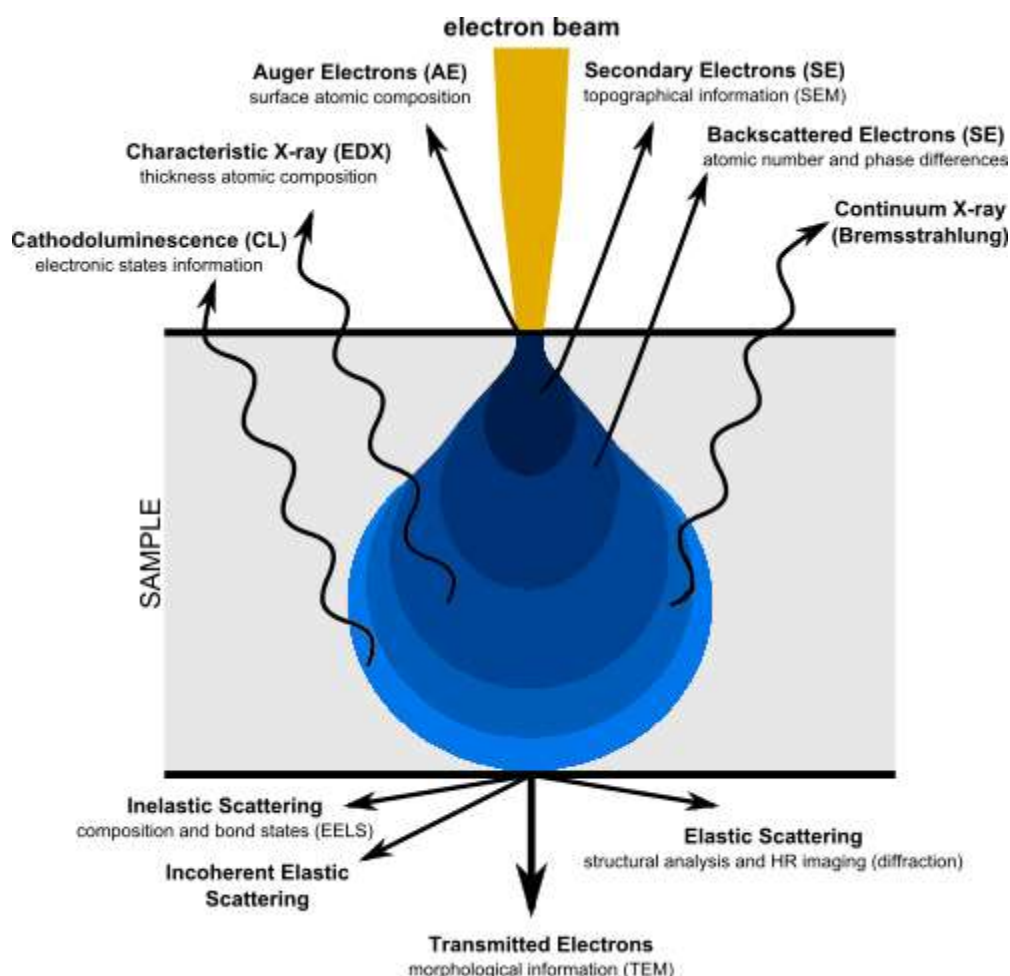 electron beam
Auger Electrons (AE)
surface atomic composition
Secondary Electrons (SE)
topographical information (SEM)
Characteristic X-ray (EDX)
thickness atomic composition
Backscattered Electrons (SE)
atomic number and phase differences
Cathodoluminescence (CL)
electronic states information
Continuum X-ray
(Bremsstrahlung)
SAMPLE
Inelastic Scattering
composition and bond states (EELS)
Incoherent Elastic
Scattering
Elastic Scattering
structural analysis and HR imaging (diffraction)
Transmitted Electrons
morphological information (TEM)